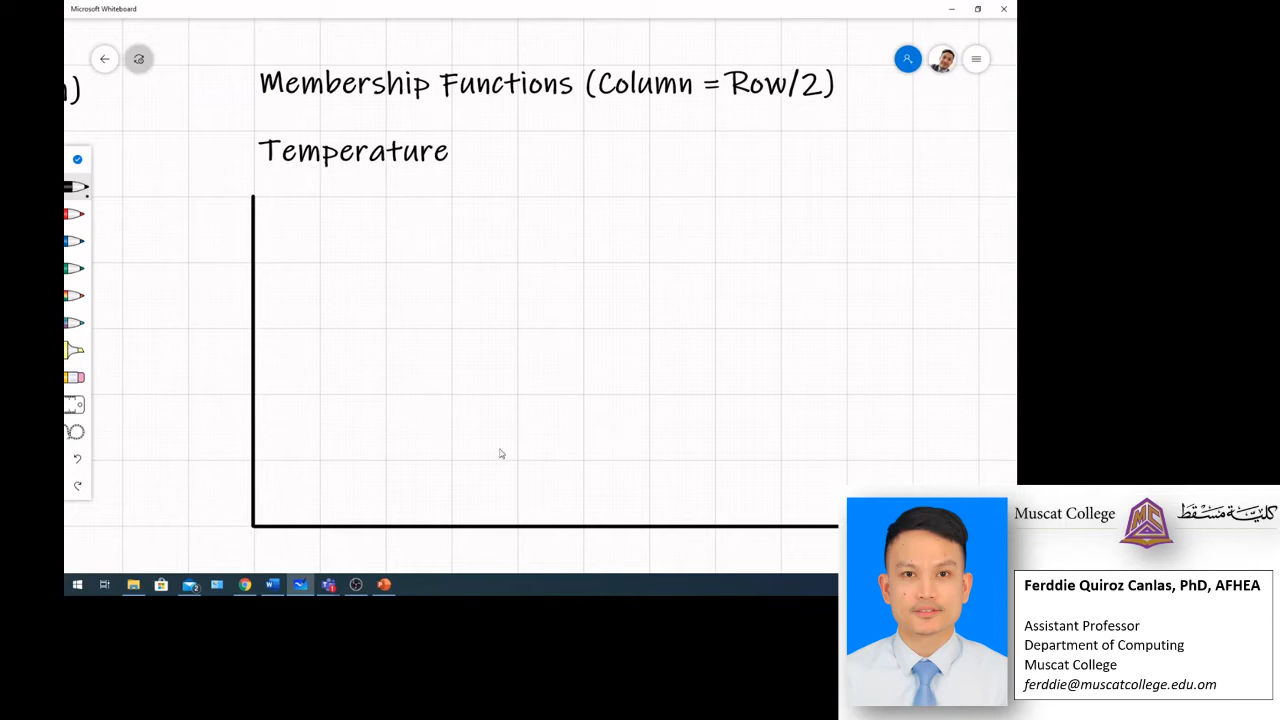 Microsoft Whiteboard
Membership Functions (Column = Row/2)
Temperature
Muscat College
كلية مسقط
Ferddie Quiroz Canlas, PhD, AFHEA
Assistant Professor
Department of Computing
Muscat College
ferddie@muscatcollege.edu.om